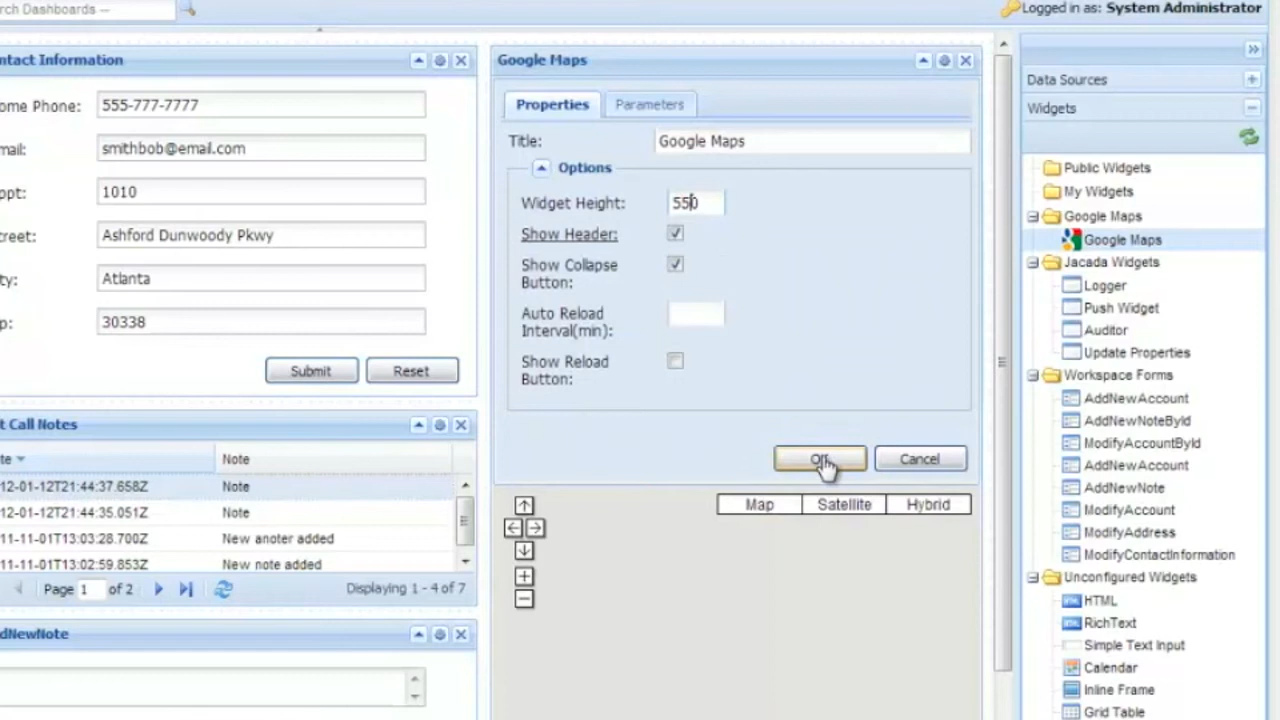 rch Dashboards —
Logged in as: System Administrator
ntact Information
ome Phone: 555-777-7777
mail: smithbob@email.com
ppt: 1010
reet: Ashford Dunwoody Pkwy
ty: Atlanta
p: 30338
Submit Reset
t Call Notes
te Note
12-01-12T21:44:37.658Z Note
12-01-12T21:44:35.051Z Note
11-11-01T13:03:28.700Z New anoter added
11-11-01T13:02:59.853Z New note added
Page 1 of 2 Displaying 1 - 4 of 7
dNewNote
Google Maps
Properties Parameters
Title: Google Maps
Options
Widget Height: 550
Show Header:
Show Collapse
Button:
Auto Reload
Interval(min):
Show Reload
Button:
Cancel
Map Satellite Hybrid
Data Sources
Widgets
Public Widgets
My Widgets
Google Maps
Google Maps
Jacada Widgets
Logger
Push Widget
Auditor
Update Properties
Workspace Forms
AddNewAccount
AddNewNoteById
ModifyAccountById
AddNewAccount
AddNewNote
ModifyAccount
ModifyAddress
ModifyContactInformation
Unconfigured Widgets
HTML
RichText
Simple Text Input
Calendar
Inline Frame
Grid Table